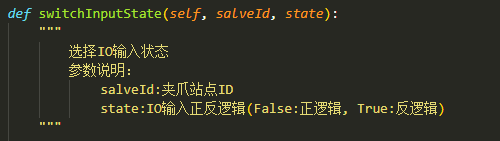 def switchInputState(self, salveId, state):
"""
选择IO输入状态
参数说明:
salveId:夹爪站点ID
state:IO输入正反逻辑(False:正逻辑, True:反逻辑)
"""